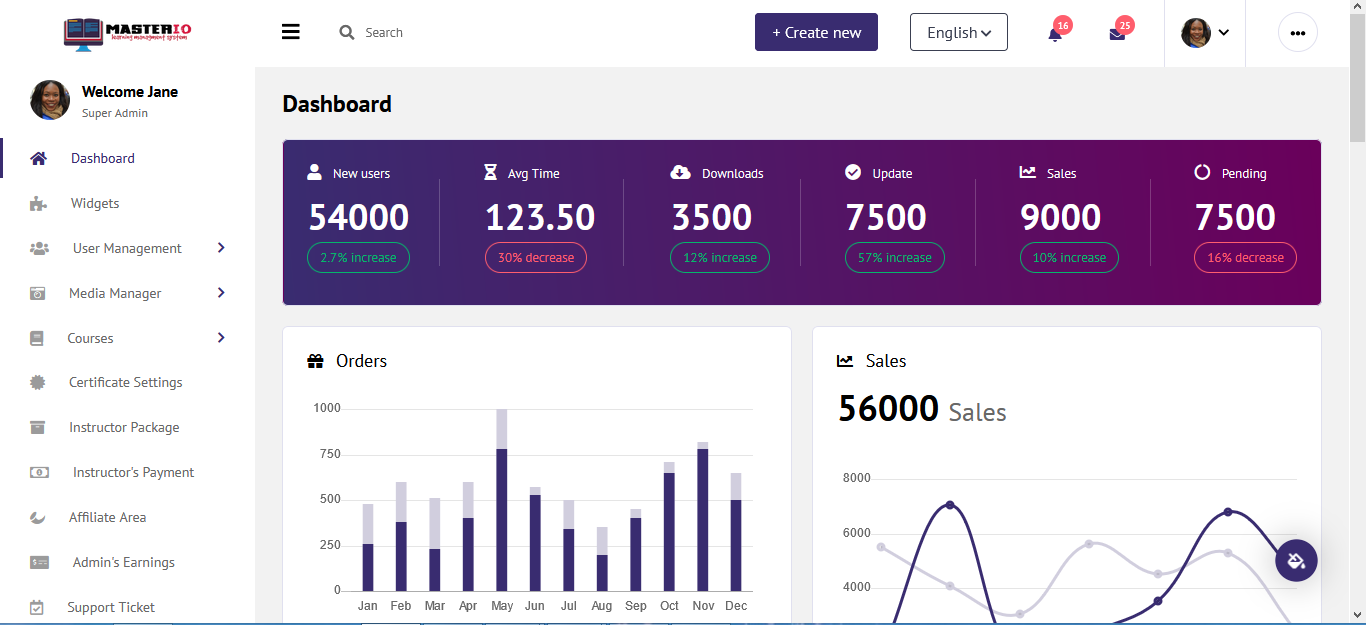 MASTERIO
learning managment system
Search
+ Create new
English
16
25
Welcome Jane
Super Admin
Dashboard
Widgets
User Management
Media Manager
Courses
Certificate Settings
Instructor Package
Instructor's Payment
Affiliate Area
Admin's Earnings
Support Ticket
Dashboard
New users
54000
2.7% increase
Avg Time
123.50
30% decrease
Downloads
3500
12% increase
Update
7500
57% increase
Sales
9000
10% increase
Pending
7500
16% decrease
Orders
1000
750
500
250
0
Jan Feb Mar Apr May Jun Jul Aug Sep Oct Nov Dec
Sales
56000 Sales
8000
6000
4000